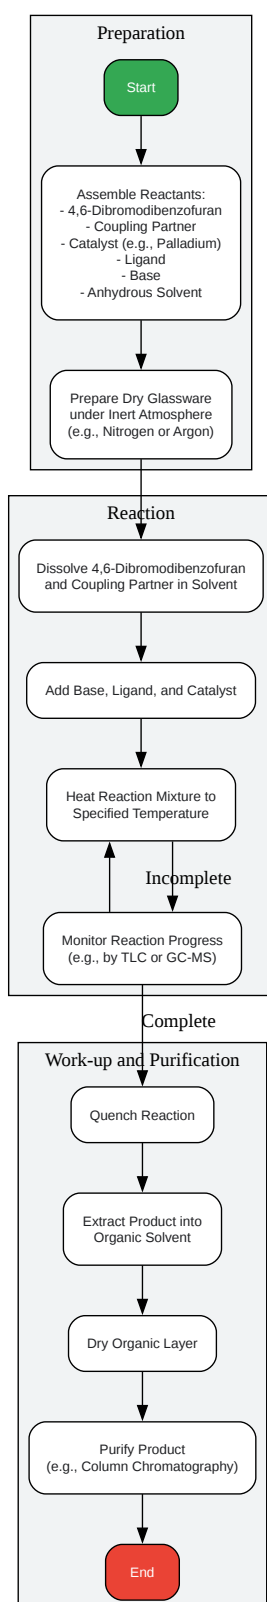 Preparation
Start
Assemble Reactants:
- 4,6-Dibromodibenzofuran
- Coupling Partner
- Catalyst (e.g., Palladium)
- Ligand
- Base
- Anhydrous Solvent
Prepare Dry Glassware
under Inert Atmosphere
(e.g., Nitrogen or Argon)
Reaction
Dissolve 4,6-Dibromodibenzofuran
and Coupling Partner in Solvent
Add Base, Ligand, and Catalyst
Heat Reaction Mixture to
Specified Temperature
Incomplete
Monitor Reaction Progress
(e.g., by TLC or GC-MS)
Complete
Work-up and Purification
Quench Reaction
Extract Product into
Organic Solvent
Dry Organic Layer
Purify Product
(e.g., Column Chromatography)
End